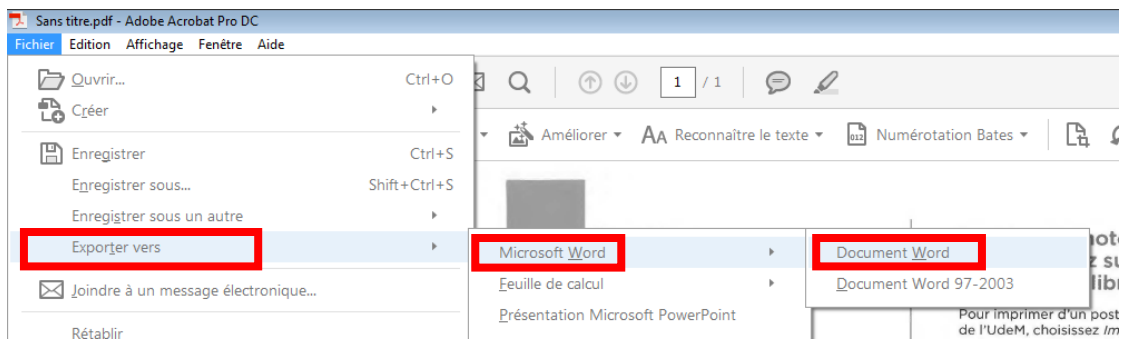 Sans titre.pdf - Adobe Acrobat Pro DC
Fichier Edition Affichage Fenêtre Aide
Ouvrir... Ctrl+O
1 / 1
Créer
Améliorer AA Reconnaître le texte 012 Numérotation Bates
Enregistrer Ctrl+S
Enregistrer sous... Shift+Ctrl+S
Enregistrer sous un autre
Exporter vers
Microsoft Word
Document Word
Feuille de calcul
Document Word 97-2003
Joindre à un message électronique...
Présentation Microsoft PowerPoint
Pour imprimer d'un post
Rétablir
de l'UdeM, choisissez Im